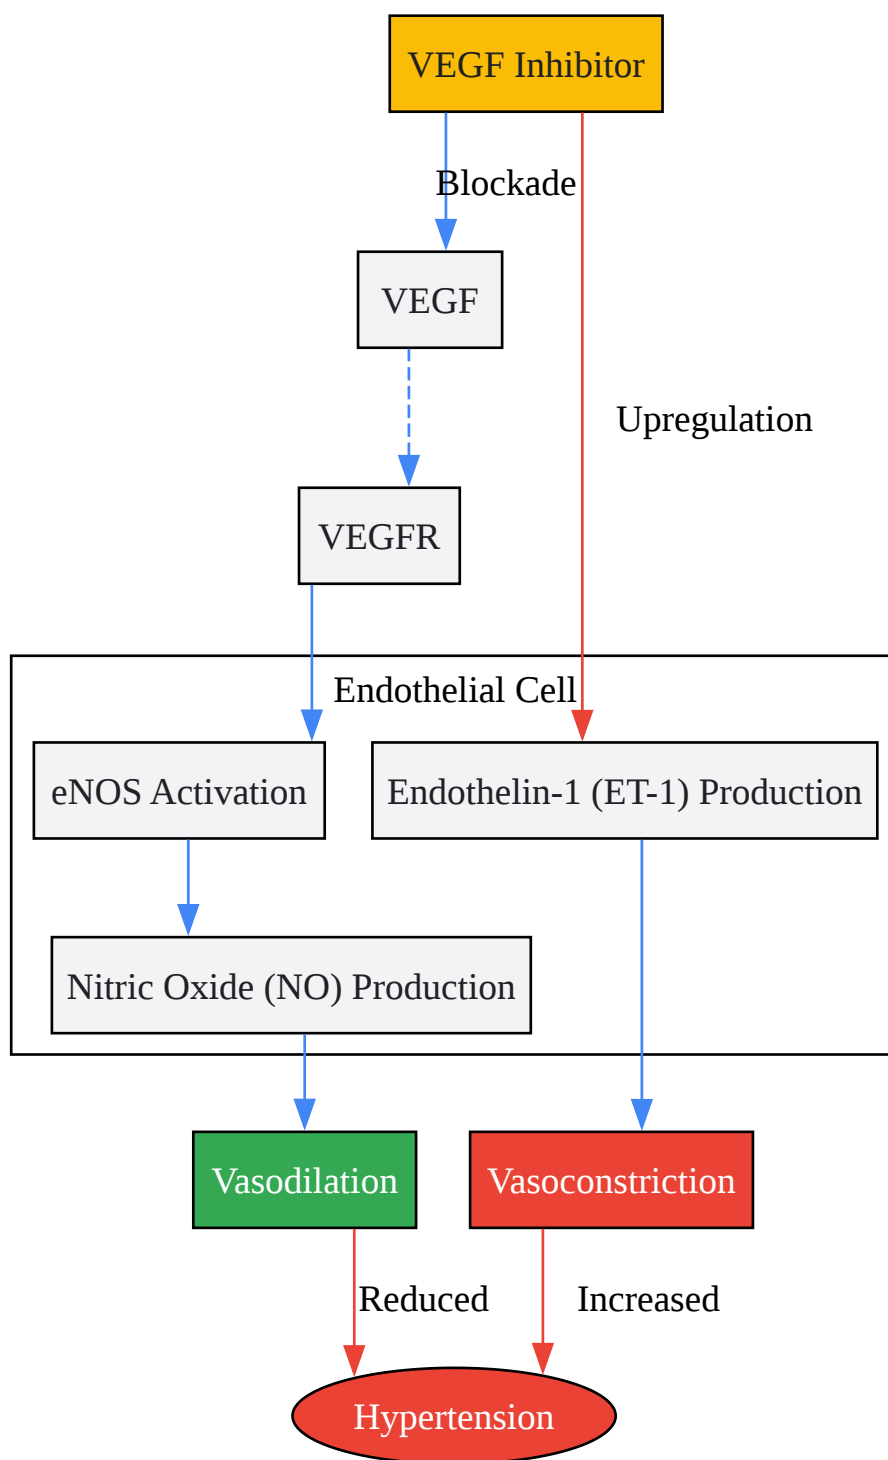 VEGF Inhibitor
Blockade
VEGF
Upregulation
VEGFR
Endothelial Cell
eNOS Activation
Endothelin-1 (ET-1) Production
Nitric Oxide (NO) Production
Vasodilation
Vasoconstriction
Reduced
Increased
Hypertension